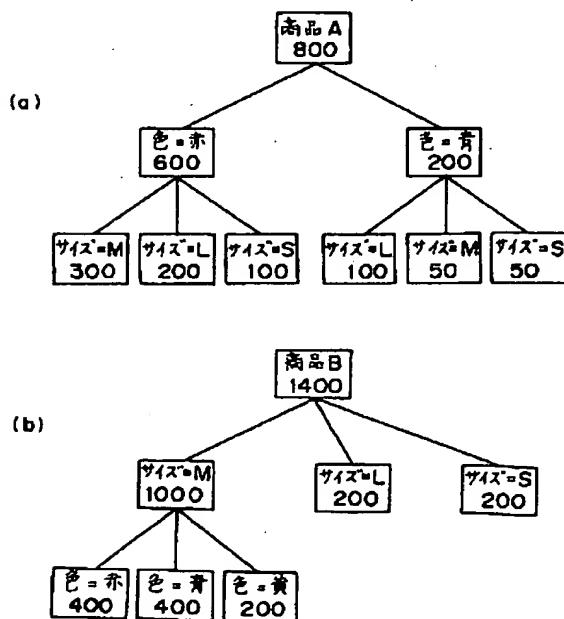 商品A
800
(a)
色=赤
600
色=青
200
サイズ=M
300
サイズ=L
200
サイズ=S
100
サイズ=L
100
サイズ=M
50
サイズ=S
50
商品B
1400
(b)
サイズ=M
1000
サイズ=L
200
サイズ=S
200
色=赤
400
色=青
400
色=黄
200